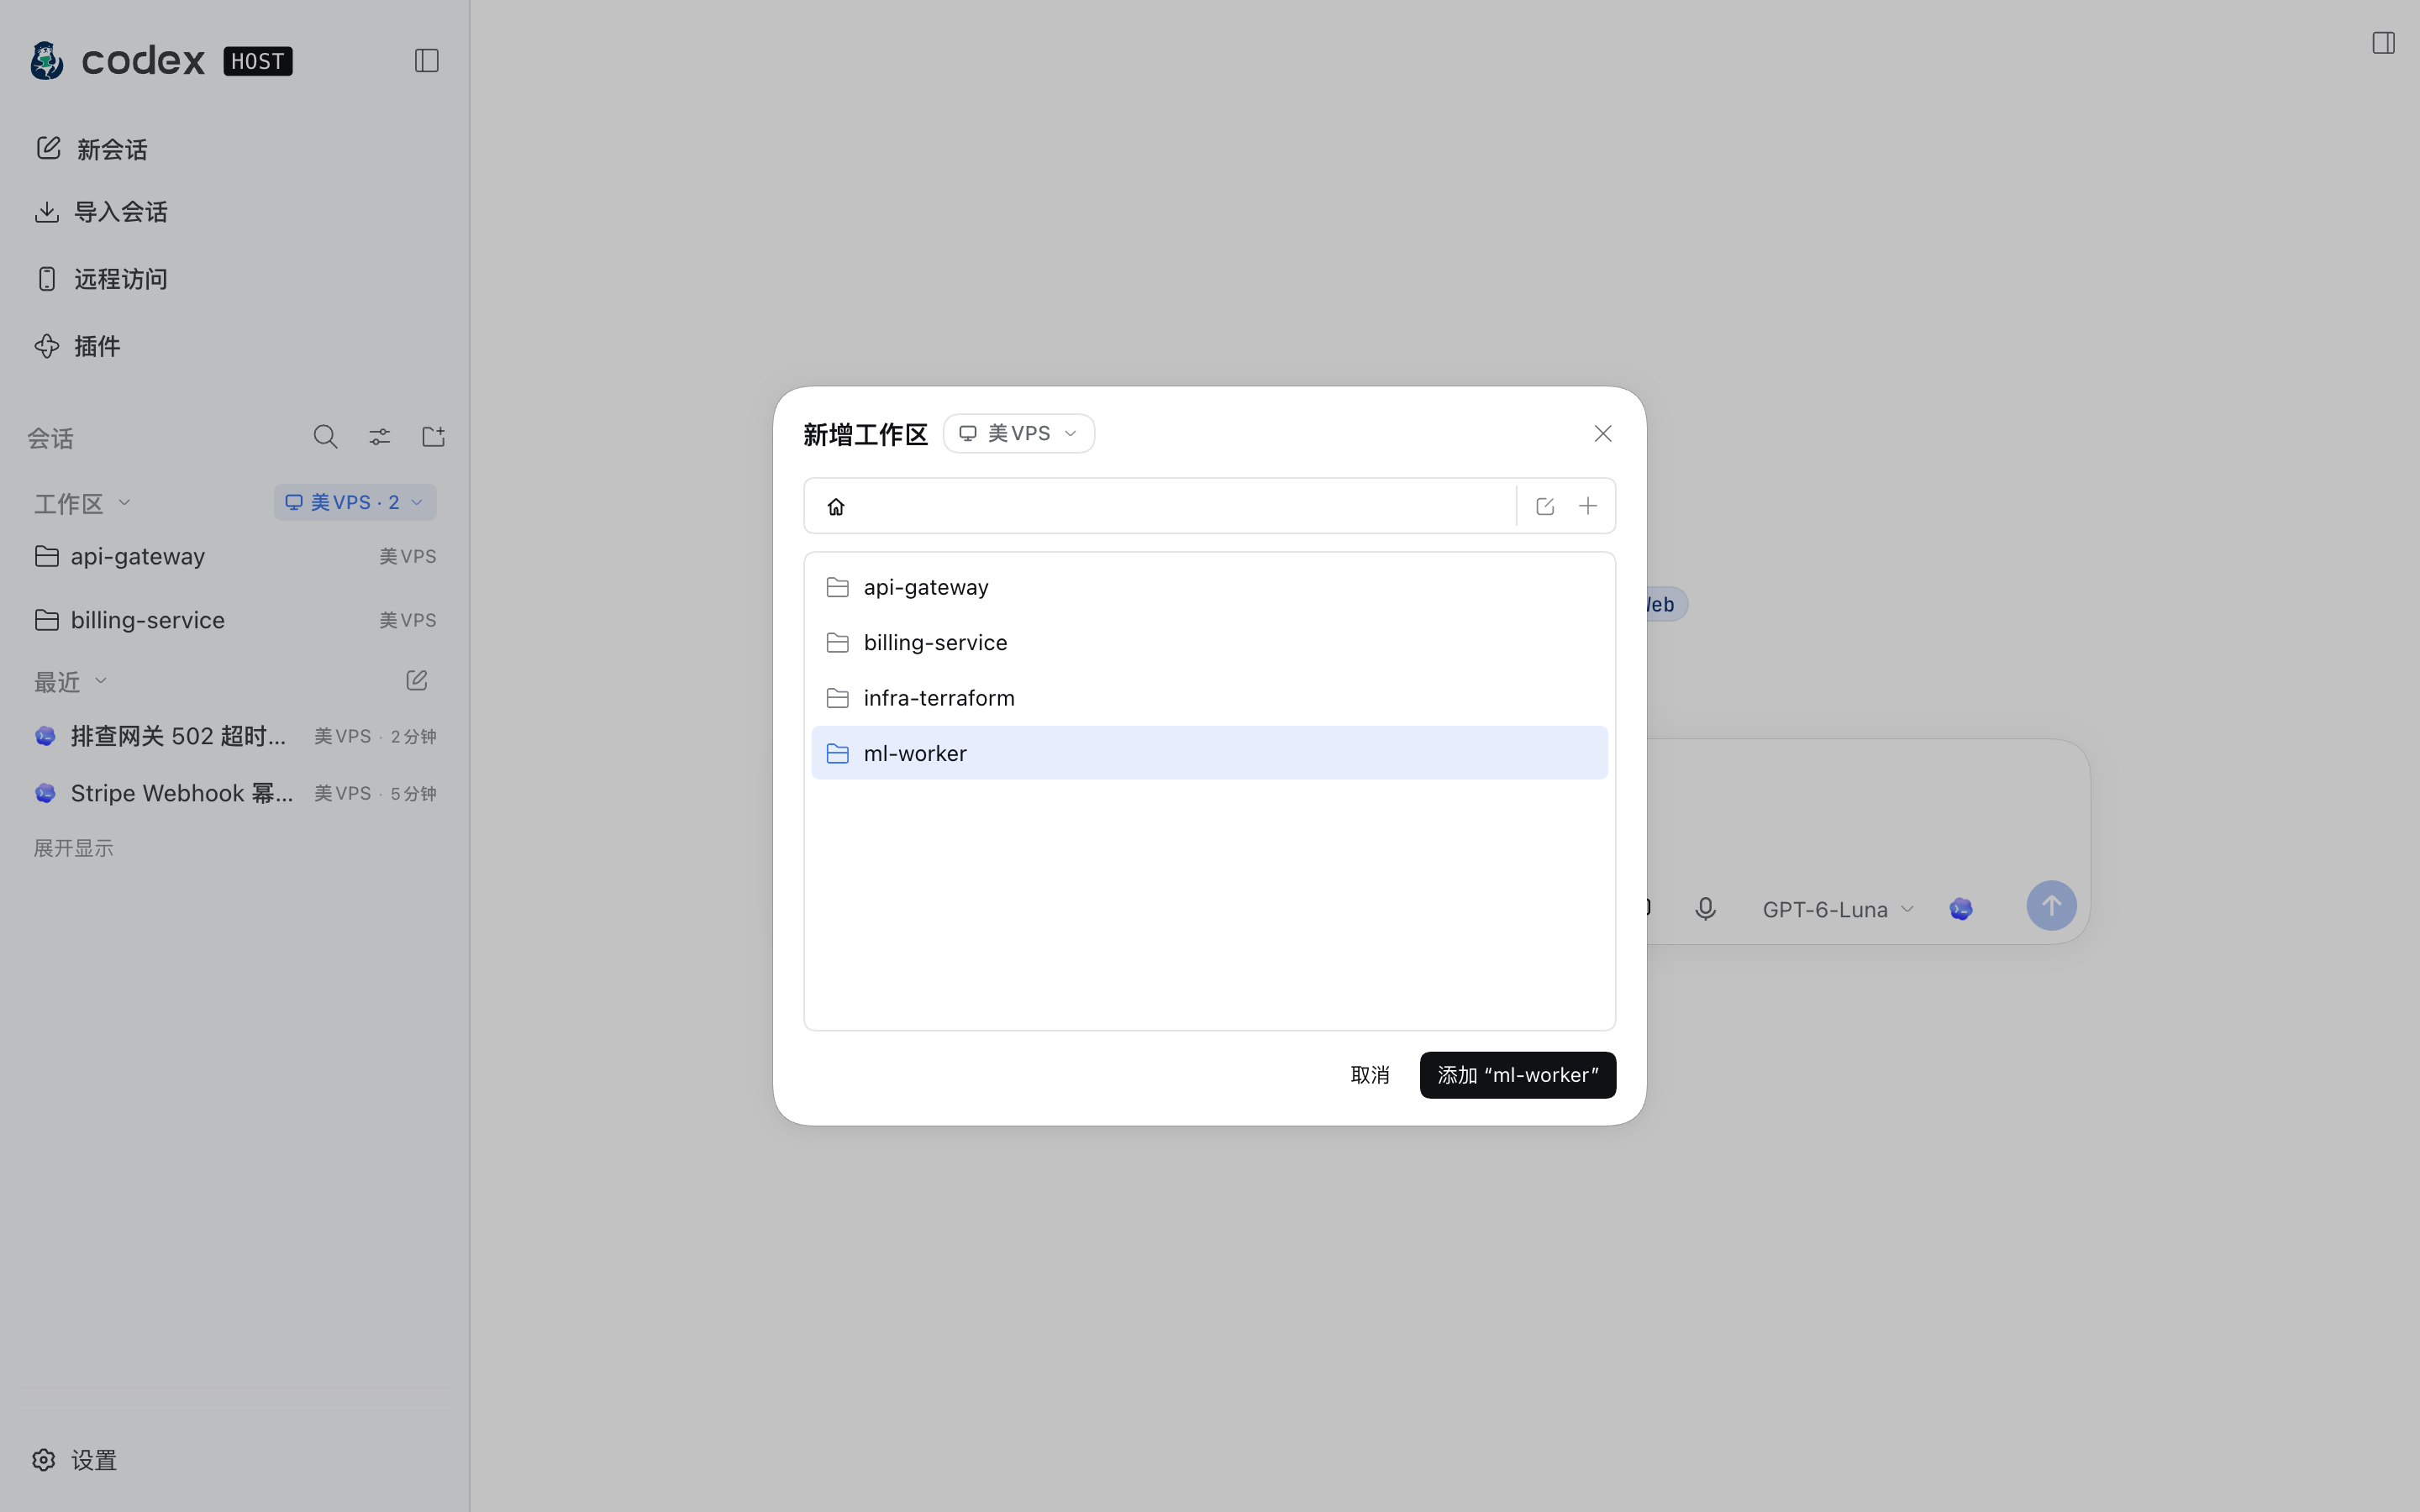 codex HOST
新会话
导入会话
远程访问
插件
会话
工作区
美VPS · 2
api-gateway 美VPS
billing-service 美VPS
最近
排查网关 502 超时... 美VPS · 2分钟
Stripe Webhook 幂... 美VPS · 5分钟
展开显示
设置
新增工作区
美VPS
api-gateway
billing-service
infra-terraform
ml-worker
取消
添加 “ml-worker”
GPT-6-Luna